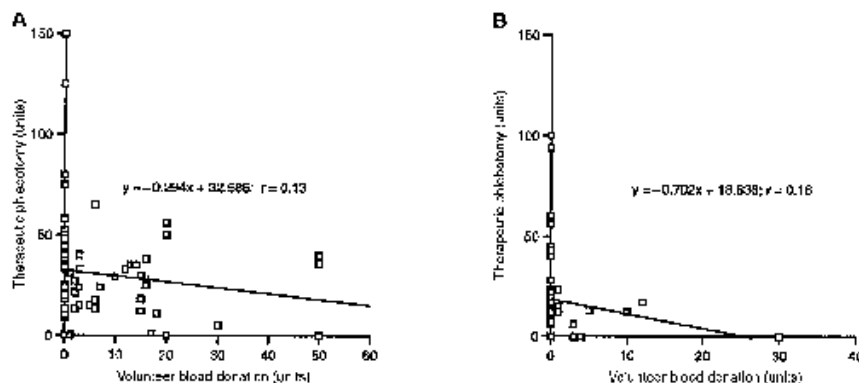 A
150
100
50
0
Therapeutic phlebotomy (units)
y = −0.294x + 32.586; r = 0.13
0 10 20 30 40 50 60
Volunteer blood donation (units)
B
150
100
50
0
Therapeutic phlebotomy (units)
y = −0.702x + 18.638; r = 0.16
0 10 20 30 40
Volunteer blood donation (units)